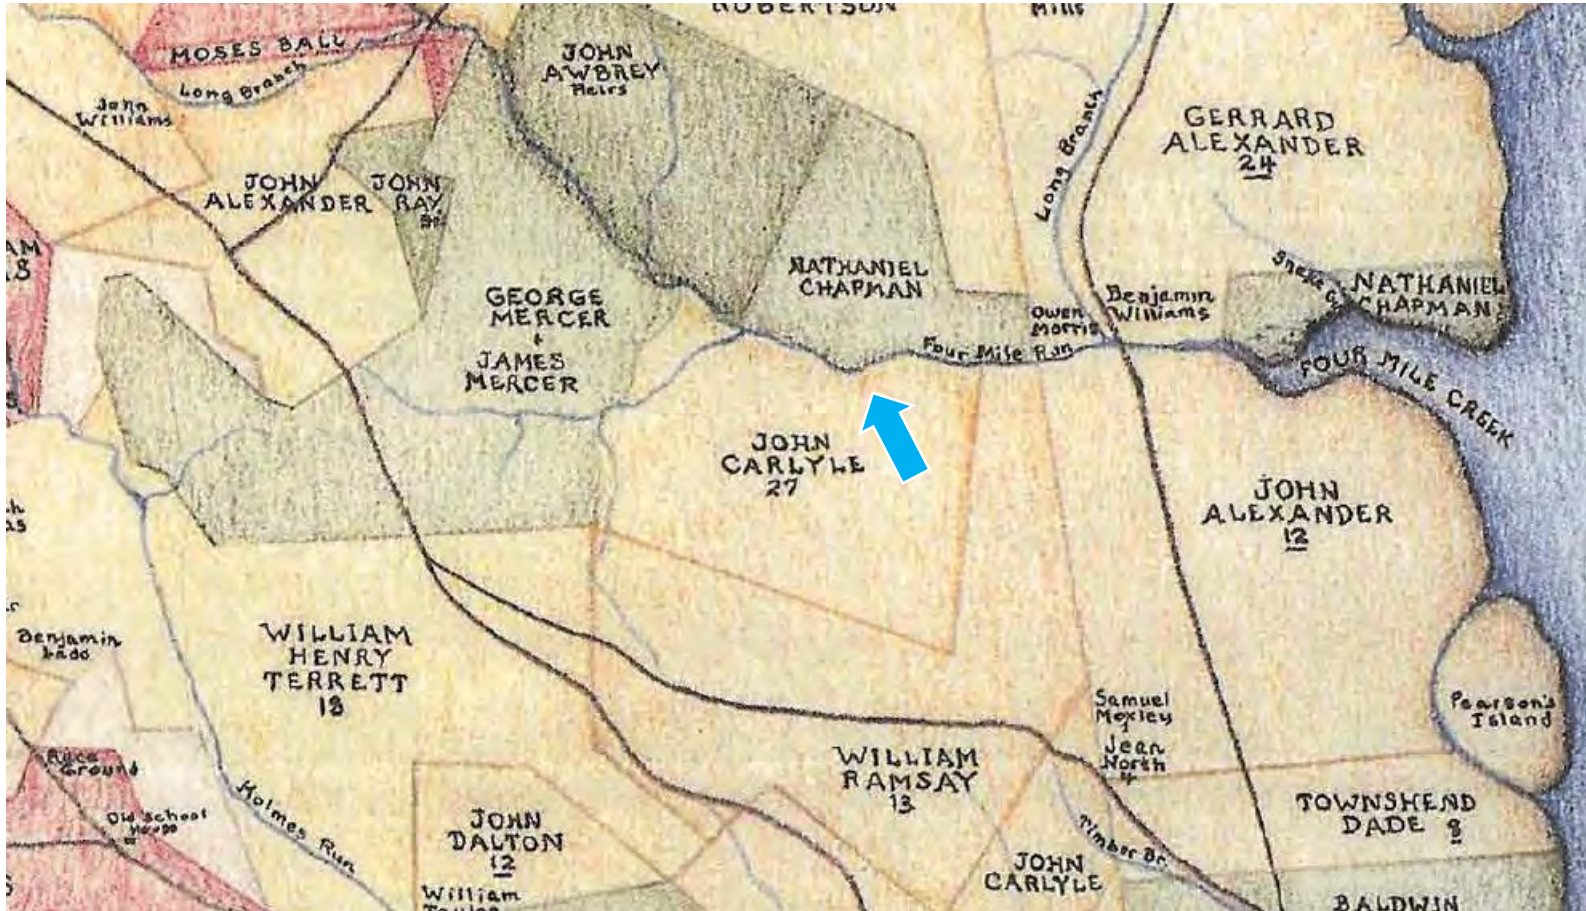 ROBERTSON
Mills
MOSES BALL
Long Branch
JOHN
AWBREY
Heirs
John
Williams
Long Branch
GERRARD
ALEXANDER
24
JOHN
ALEXANDER
JOHN
RAY
NATHANIEL
CHAPMAN
GEORGE
MERCER
&
JAMES
MERCER
Owen
Morris
Benjamin
Williams
NATHANIEL
CHAPMAN
Four Mile Run
FOUR MILE CREEK
JOHN
CARLYLE
27
JOHN
ALEXANDER
12
Benjamin
WILLIAM
HENRY
TERRETT
18
Pearson's
Island
Samuel
Moxley
Jean
North
4
Race
Ground
Old School
House
Holmes Run
WILLIAM
RAMSAY
13
JOHN
DALTON
12
TOWNSHEND
DADE 8
Timber Br.
JOHN
CARLYLE
William
BALDWIN